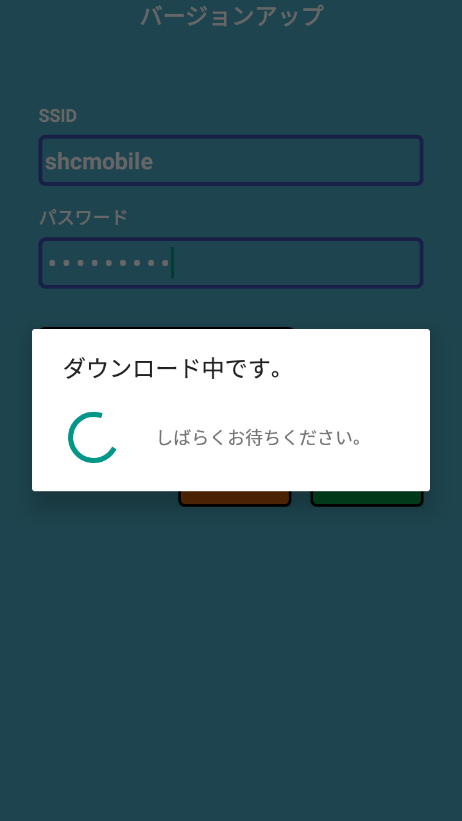 バージョンアップ
SSID
shcmobile
パスワード
•••••••••
ダウンロード中です。
しばらくお待ちください。